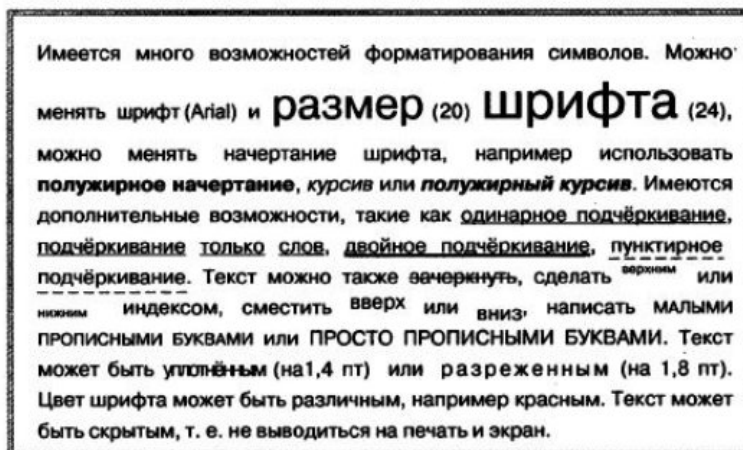 Имеется много возможностей форматирования символов. Можно
менять шрифт (Arial) и размер (20) шрифта (24),
можно менять начертание шрифта, например использовать
полужирное начертание, курсив или полужирный курсив. Имеются
дополнительные возможности, такие как одинарное подчёркивание,
подчёркивание только слов, двойное подчёркивание, пунктирное
подчёркивание. Текст можно также зачеркнуть, сделать верхним или
нижним индексом, сместить вверх или вниз, написать МАЛЫМИ
ПРОПИСНЫМИ БУКВАМИ или ПРОСТО ПРОПИСНЫМИ БУКВАМИ. Текст
может быть уплотнённым (на1,4 пт) или разреженным (на 1,8 пт).
Цвет шрифта может быть различным, например красным. Текст может
быть скрытым, т. е. не выводиться на печать и экран.